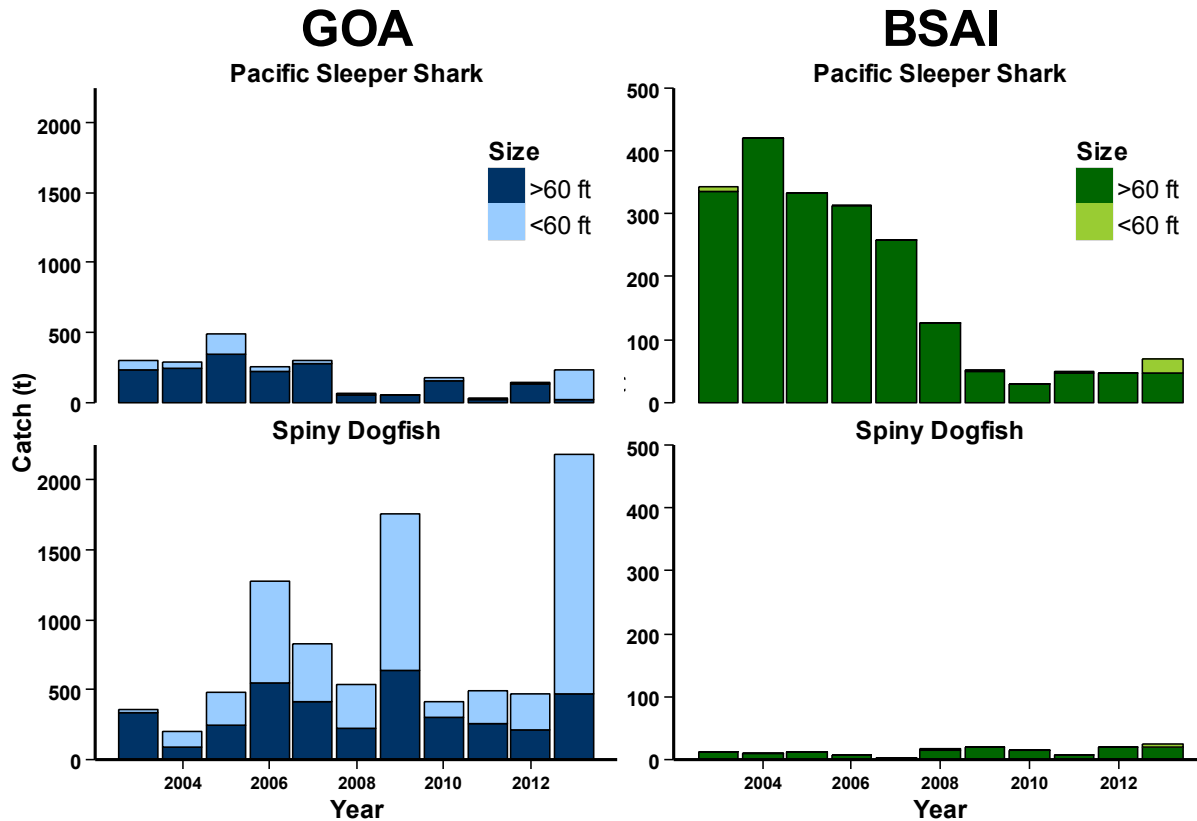 GOA
BSAI
Pacific Sleeper Shark
Pacific Sleeper Shark
2000
1500
1000
500
0
Size
>60 ft
<60 ft
500
400
300
200
100
0
Size
>60 ft
<60 ft
Catch (t)
Spiny Dogfish
Spiny Dogfish
2000
1500
1000
500
0
2004 2006 2008 2010 2012
Year
500
400
300
200
100
0
2004 2006 2008 2010 2012
Year